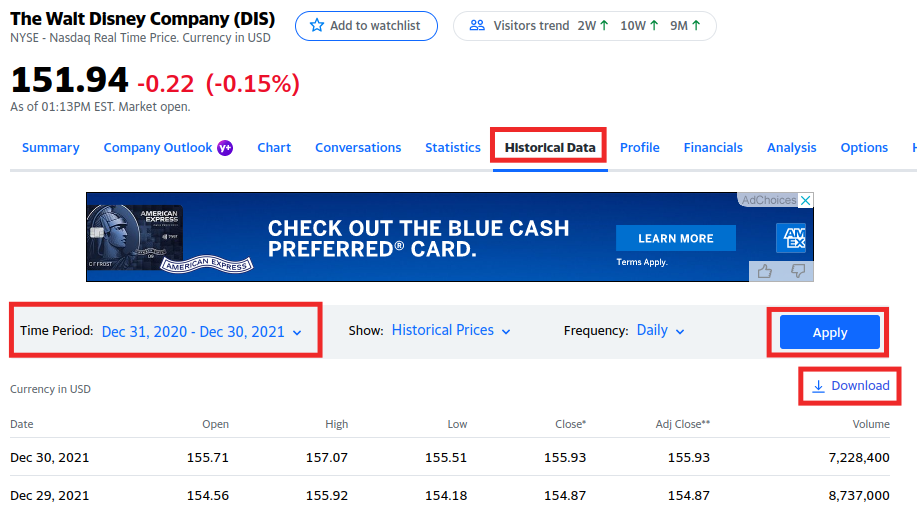 The Walt Disney Company (DIS)
NYSE - Nasdaq Real Time Price. Currency in USD
Add to watchlist
Visitors trend 2W↑ 10W↑ 9M↑
151.94 -0.22 (-0.15%)
As of 01:13PM EST. Market open.
Summary Company Outlook Y+ Chart Conversations Statistics Historical Data Profile Financials Analysis Options H
AdChoices
AMERICAN EXPRESS
CHECK OUT THE BLUE CASH
PREFERRED® CARD.
LEARN MORE
Terms Apply.
AM
EX
C F FROST
AMERICAN EXPRESS
Time Period: Dec 31, 2020 - Dec 30, 2021 Show: Historical Prices Frequency: Daily Apply
Currency in USD Download
Date Open High Low Close* Adj Close** Volume
Dec 30, 2021 155.71 157.07 155.51 155.93 155.93 7,228,400
Dec 29, 2021 154.56 155.92 154.18 154.87 154.87 8,737,000